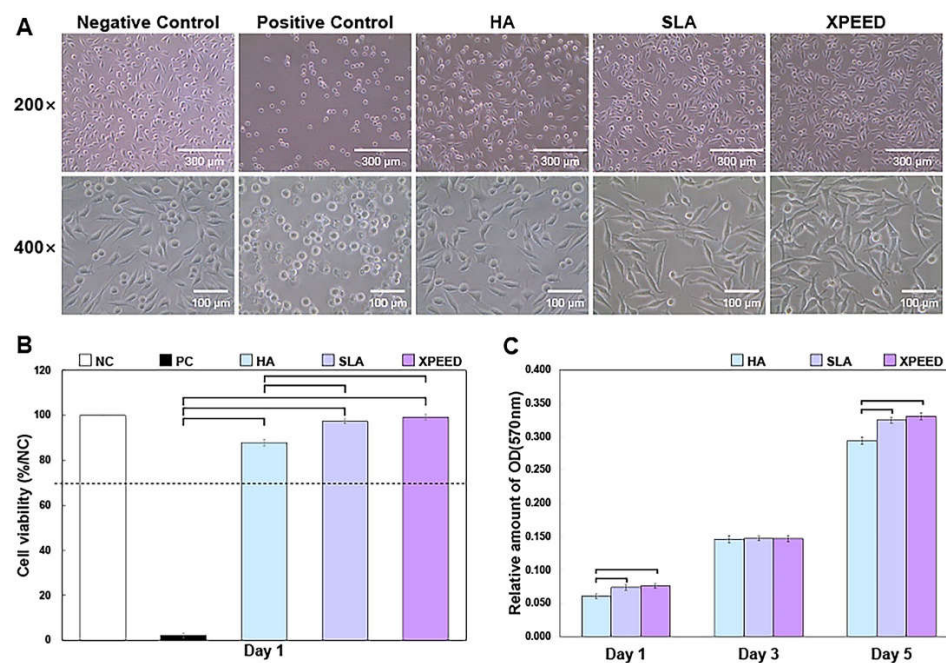 A
Negative Control Positive Control HA SLA XPEED
200×
300 μm 300 μm 300 μm 300 μm 300 μm
400×
100 μm 100 μm 100 μm 100 μm 100 μm
B
NC PC HA SLA XPEED
Cell viability (%/NC)
120
100
80
60
40
20
0
Day 1
C
HA SLA XPEED
Relative amount of OD(570nm)
0.400
0.350
0.300
0.250
0.200
0.150
0.100
0.050
0.000
Day 1 Day 3 Day 5